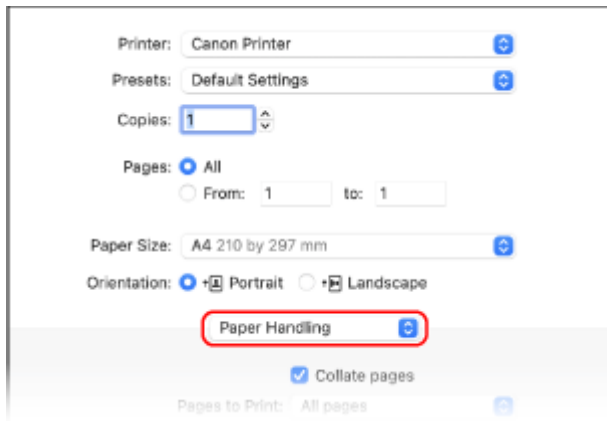 Printer: Canon Printer
Presets: Default Settings
Copies: 1
Pages: All
From: 1 to: 1
Paper Size: A4 210 by 297 mm
Orientation: Portrait Landscape
Paper Handling
Collate pages
Pages to Print: All pages